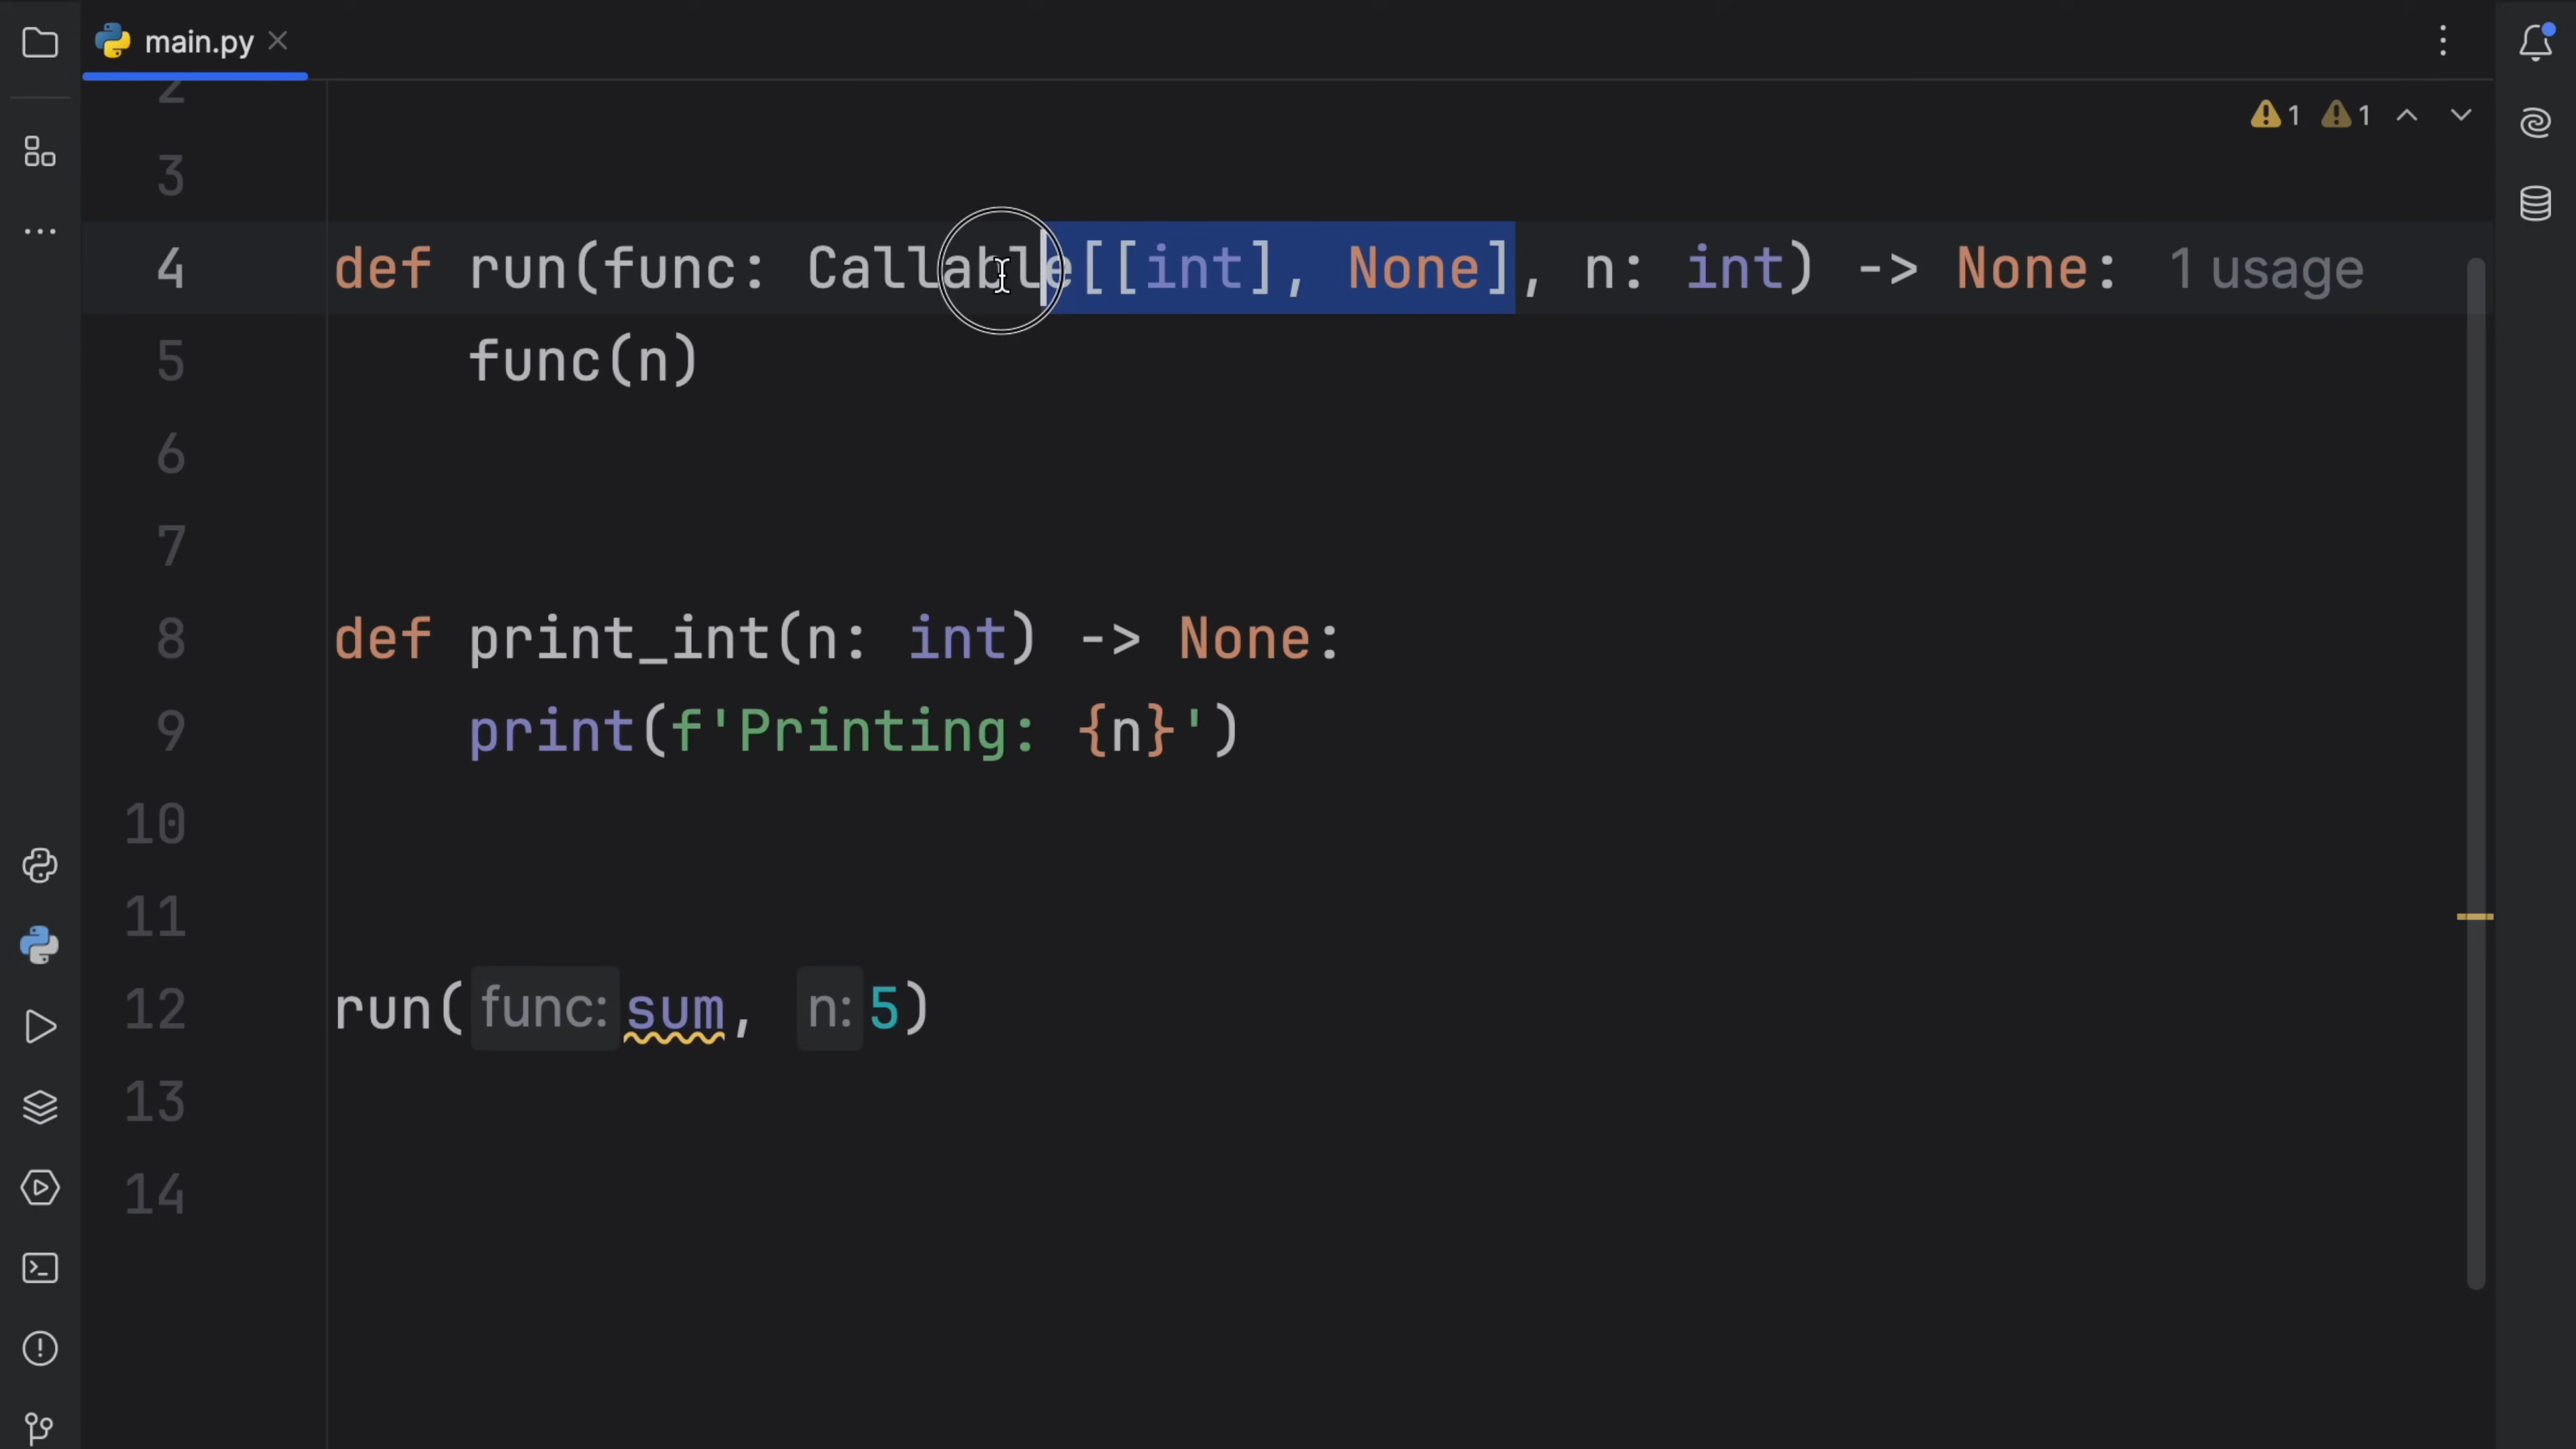 main.py
2
1 1
3
4 def run(func: Callable[[int], None], n: int) -> None: 1 usage
5 func(n)
6
7
8 def print_int(n: int) -> None:
9 print(f'Printing: {n}')
10
11
12 run(func: sum, n: 5)
13
14